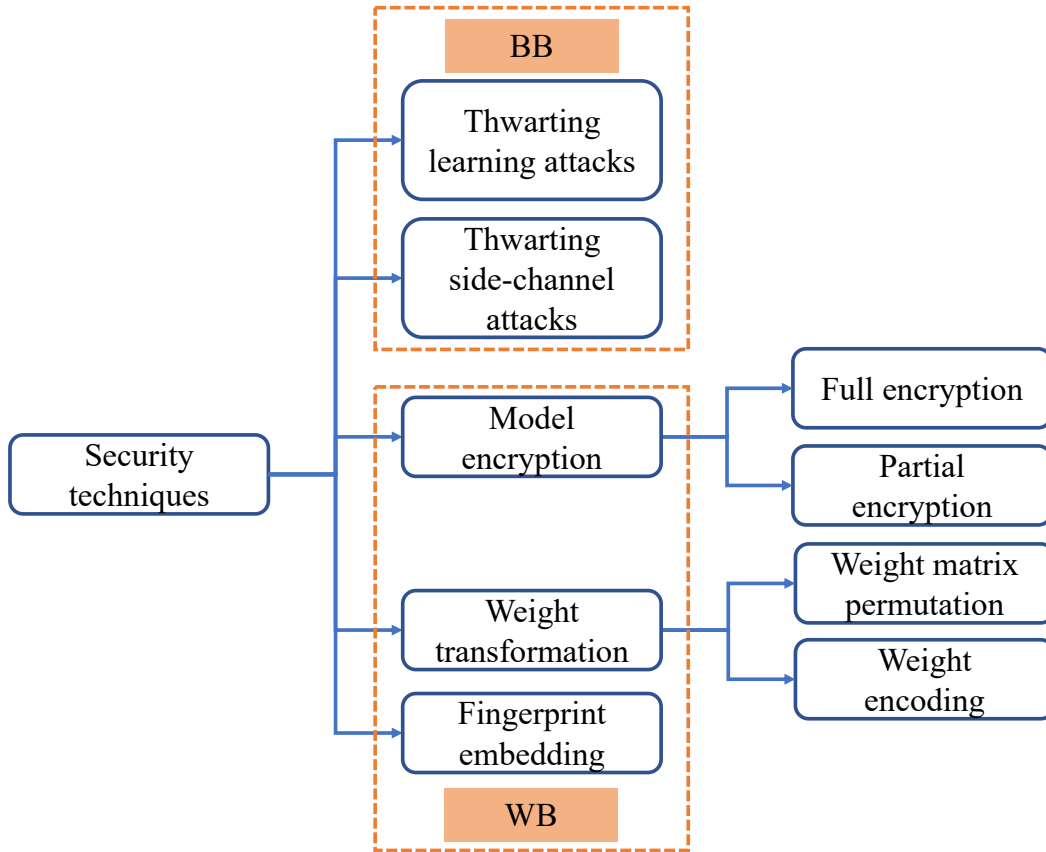 BB
Thwarting
learning attacks
Thwarting
side-channel
attacks
Security
techniques
Model
encryption
Full encryption
Partial
encryption
Weight
transformation
Weight matrix
permutation
Weight
encoding
Fingerprint
embedding
WB